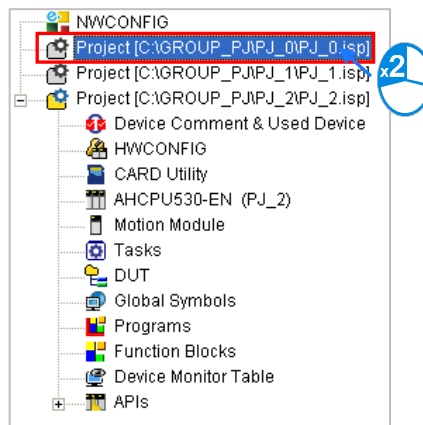 NWCONFIG
Project [C:\GROUP_PJ\PJ_0\PJ_0.isp]
Project [C:\GROUP_PJ\PJ_1\PJ_1.isp]
x2
Project [C:\GROUP_PJ\PJ_2\PJ_2.isp]
Device Comment & Used Device
HWCONFIG
CARD Utility
AHCPU530-EN (PJ_2)
Motion Module
Tasks
DUT
Global Symbols
Programs
Function Blocks
Device Monitor Table
APIs